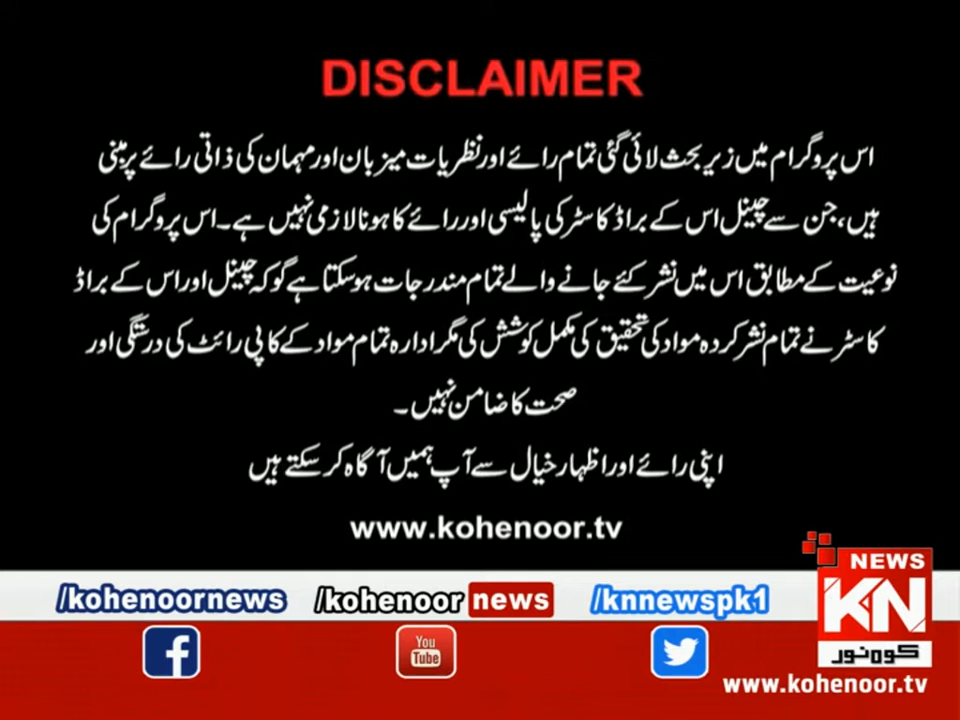 DISCLAIMER
اس پروگرام میں زیرِ بحث لائی گئی تمام رائے اور نظریات میزبان اور مہمان کی ذاتی رائے پر مبنی
ہیں، جن سے چینل اس کے براڈ کاسٹر کی پالیسی اور رائے کا ہونا لازمی نہیں ہے۔ اس پروگرام کی
نوعیت کے مطابق اس میں نشر کئے جانے والے تمام مندرجات ہو سکتا ہے گو کہ چینل اور اس کے براڈ
کاسٹر نے تمام نشر کردہ مواد کی تحقیق کی مکمل کوشش کی مگر ادارہ تمام مواد کے کاپی رائٹ کی درستگی اور
صحت کا ضامن نہیں۔
اپنی رائے اور اظہار خیال سے آپ ہمیں آگاہ کر سکتے ہیں
www.kohenoor.tv
/kohenoornews /kohenoor news /knnewspk1
f You Tube
NEWS
KN
کوہ نور
www.kohenoor.tv